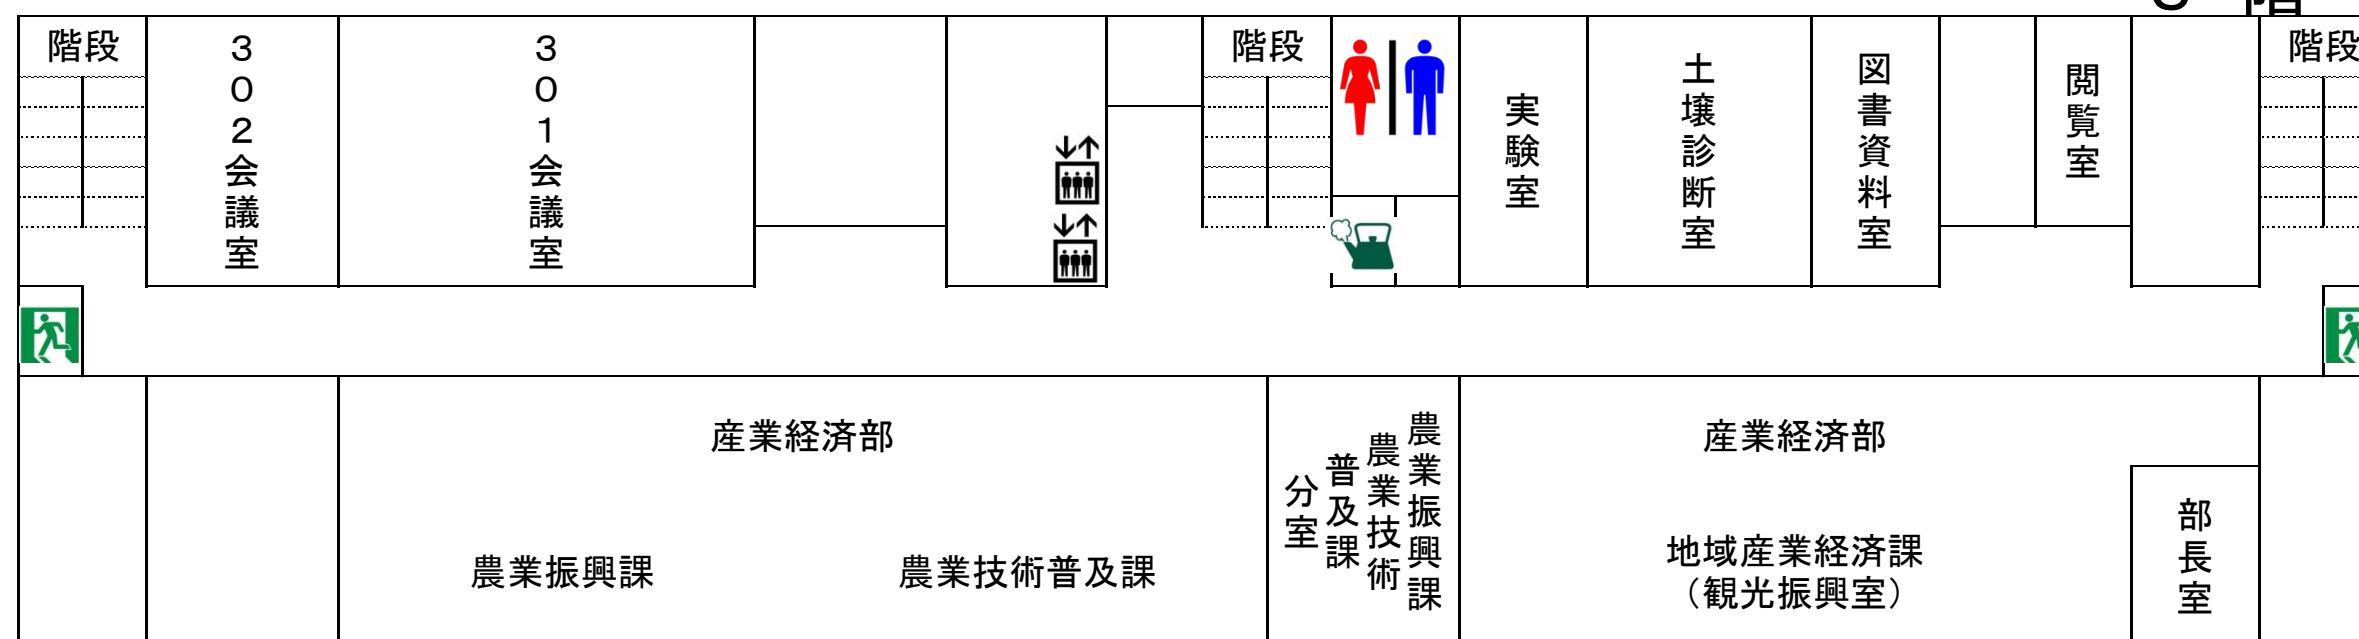 階
階段
302会議室
301会議室
階段
実験室
土壌診断室
図書資料室
閲覧室
階段
産業経済部
農業振興課
農業技術普及課
農業振興課
農業技術
普及課
分室
産業経済部
地域産業経済課
（観光振興室）
部長室